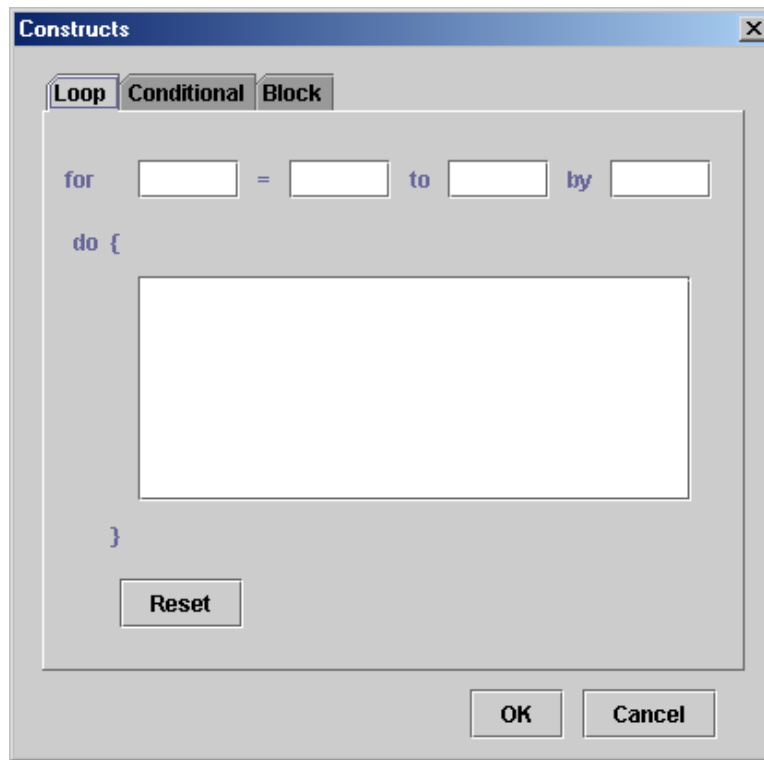 Constructs
Loop Conditional Block
for = to by
do {
}
Reset
OK Cancel